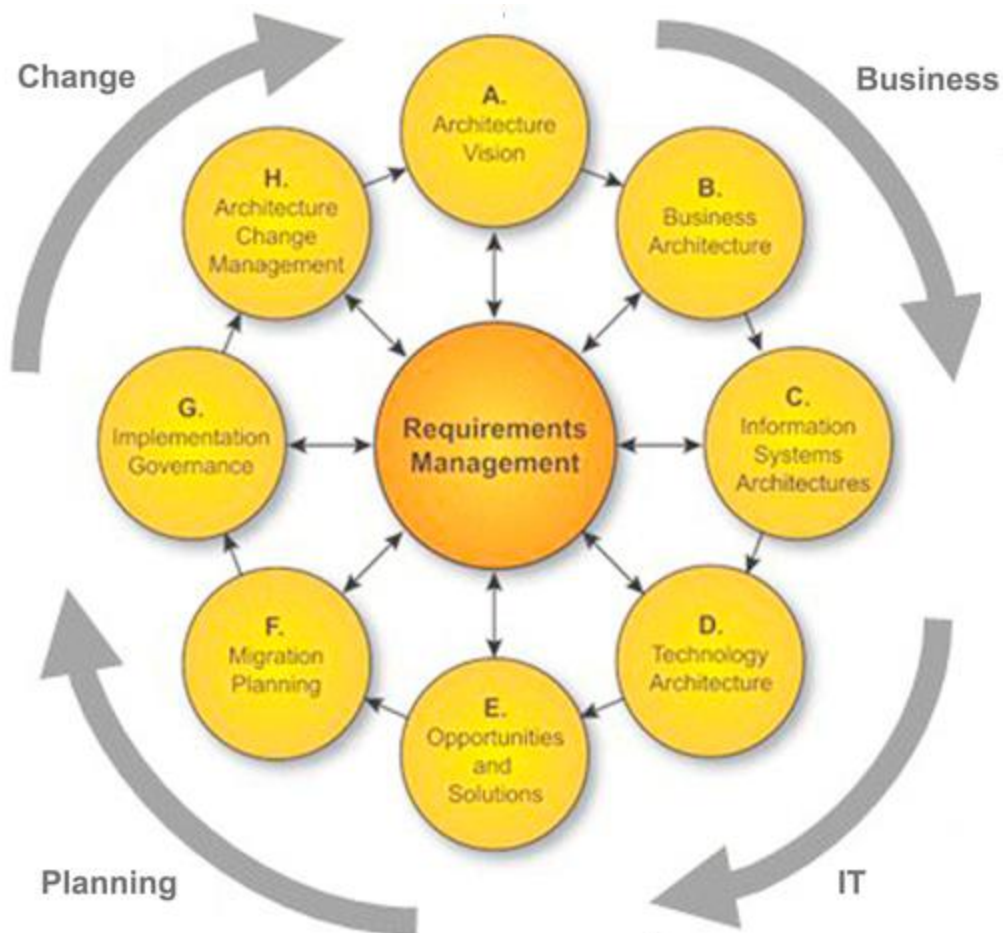 Change
Business
A.
Architecture
Vision
B.
Business
Architecture
C.
Information
Systems
Architectures
D.
Technology
Architecture
E.
Opportunities
and
Solutions
F.
Migration
Planning
G.
Implementation
Governance
H.
Architecture
Change
Management
Requirements
Management
Planning
IT